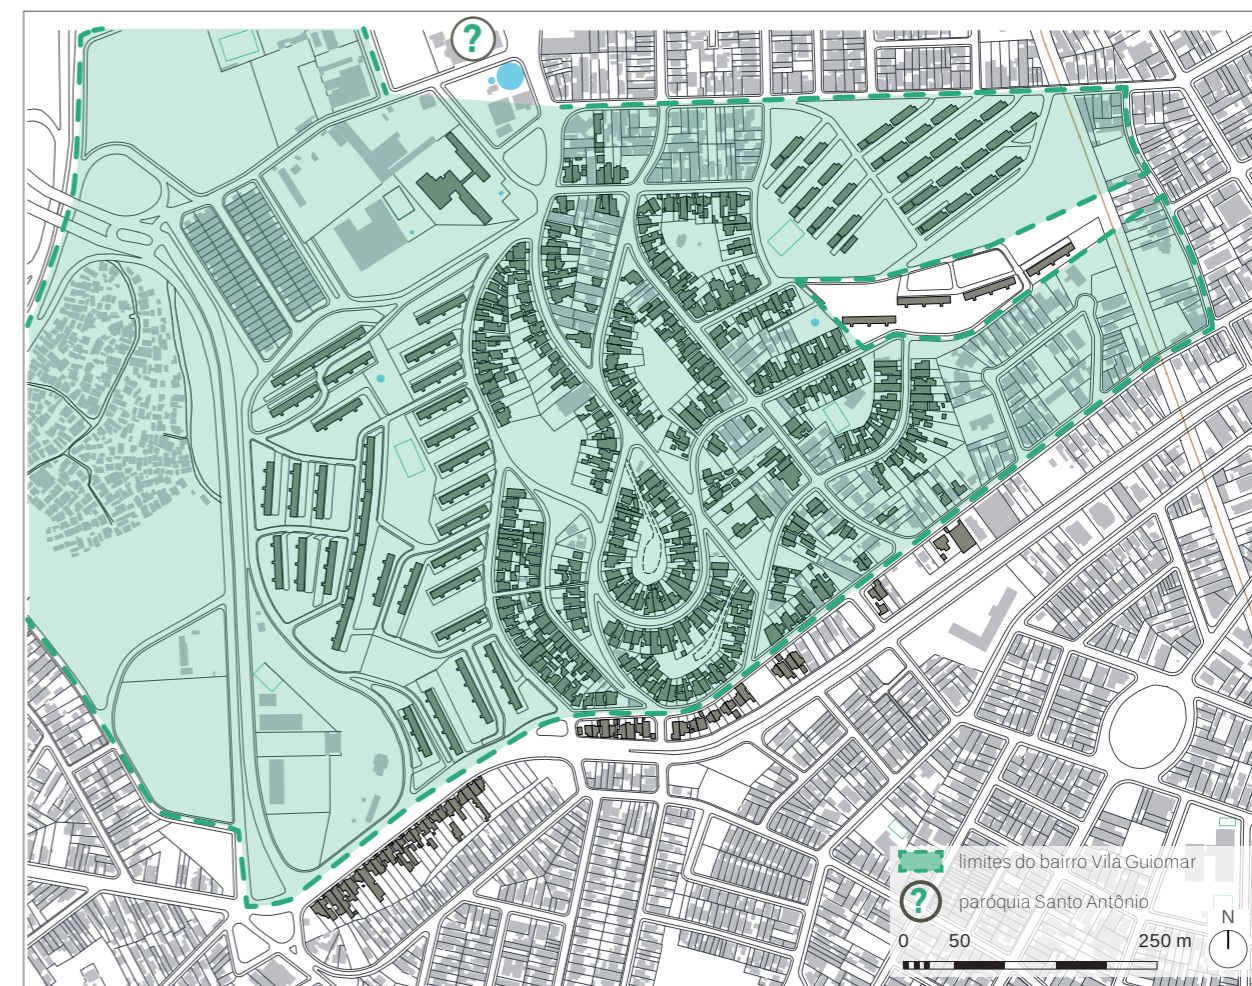 ?
limites do bairro Vila Guiomar
? paróquia Santo Antônio
N
0 50 250 m